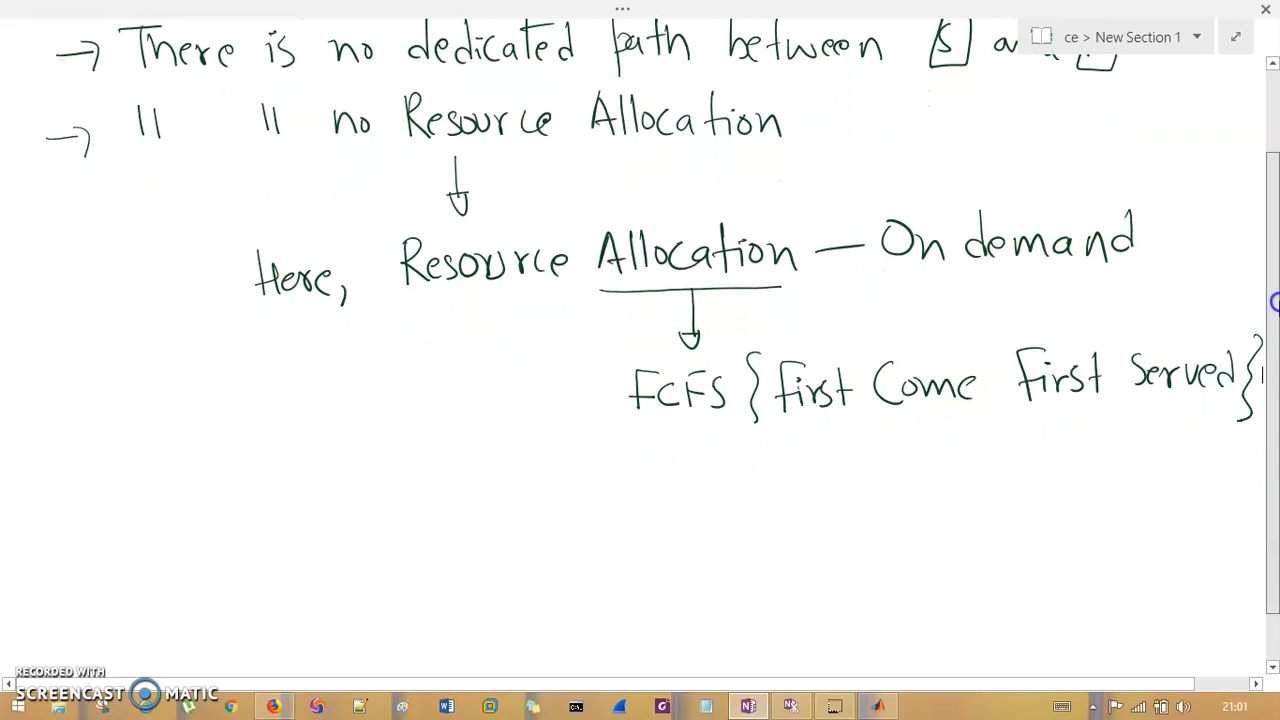 ce > New Section 1
→ There is no dedicated path between S
→ " " no Resource Allocation
Here, Resource Allocation — On demand
FCFS {First Come First Served}
RECORDED WITH
SCREENCAST MATIC
21:01